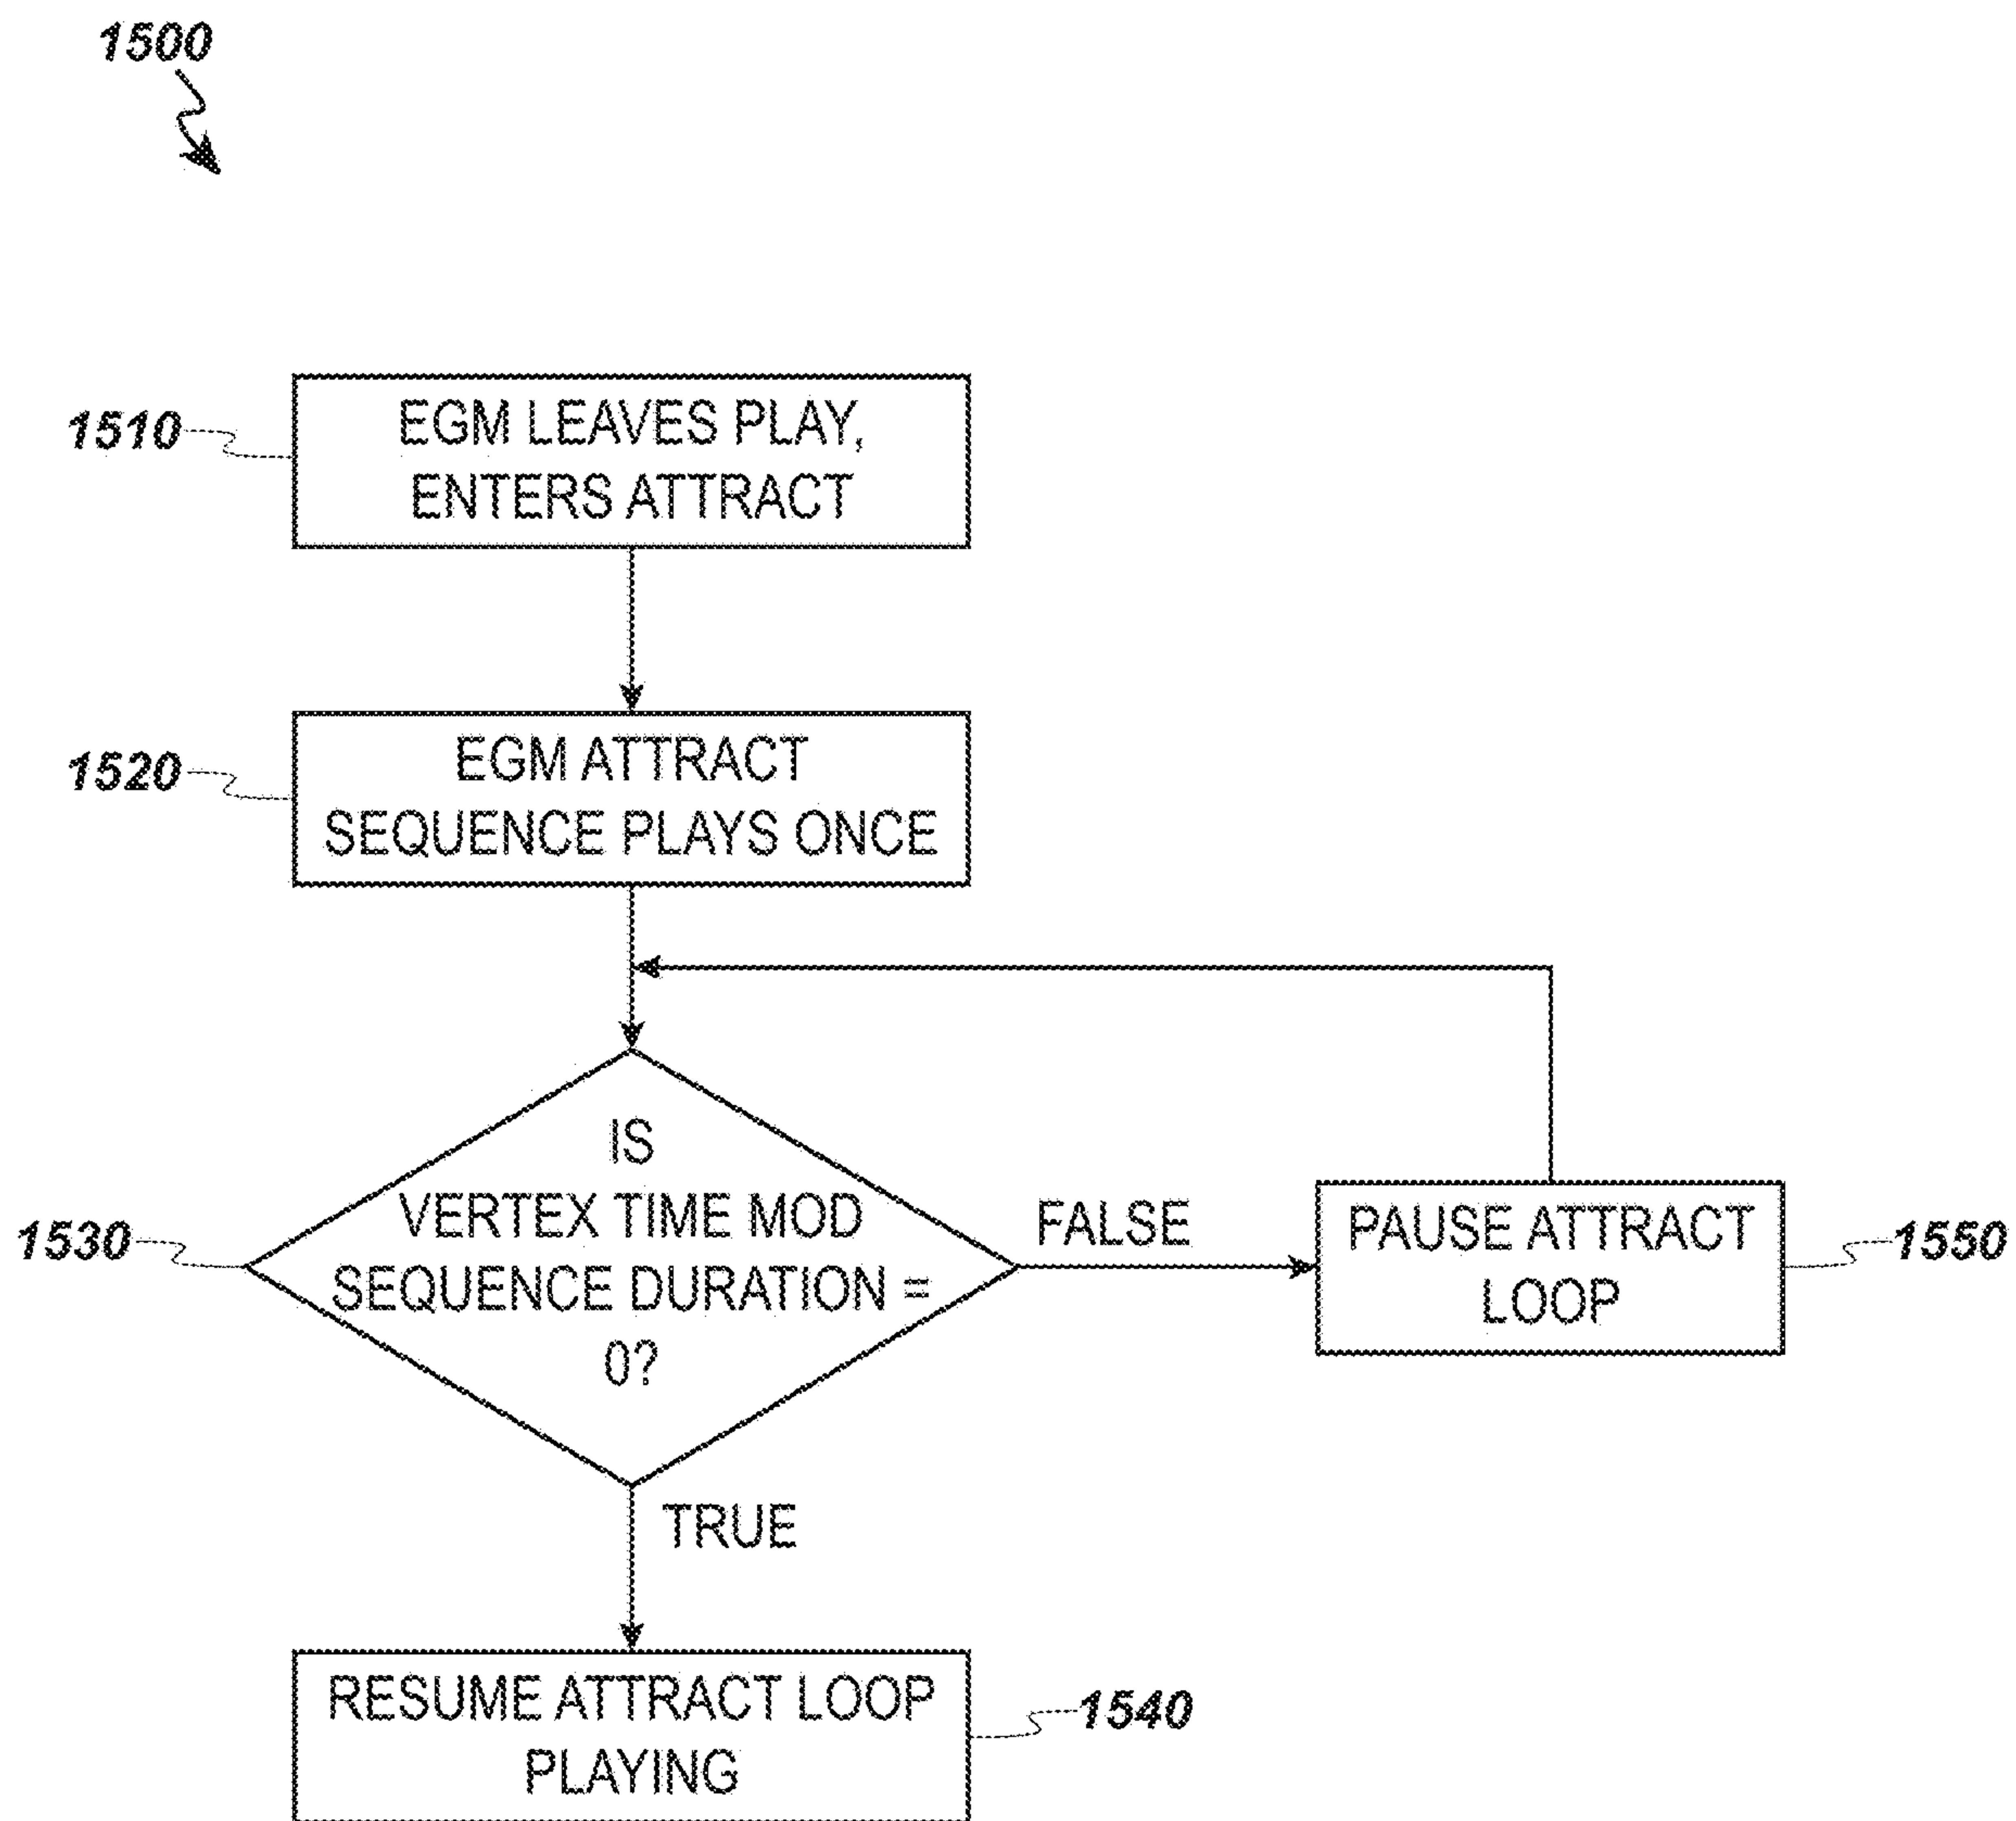 1500
1510
EGM LEAVES PLAY,
ENTERS ATTRACT
1520
EGM ATTRACT
SEQUENCE PLAYS ONCE
1530
IS
VERTEX TIME MOD
SEQUENCE DURATION =
0?
FALSE
PAUSE ATTRACT
LOOP
1550
TRUE
RESUME ATTRACT LOOP
PLAYING
1540